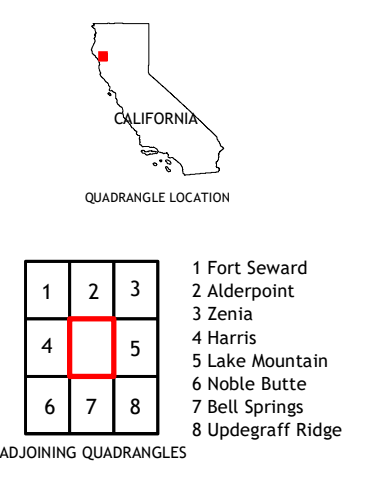 CALIFORNIA
QUADRANGLE LOCATION
1 2 3
4 5
6 7 8
ADJOINING QUADRANGLES
1 Fort Seward
2 Alderpoint
3 Zenia
4 Harris
5 Lake Mountain
6 Noble Butte
7 Bell Springs
8 Updegraff Ridge